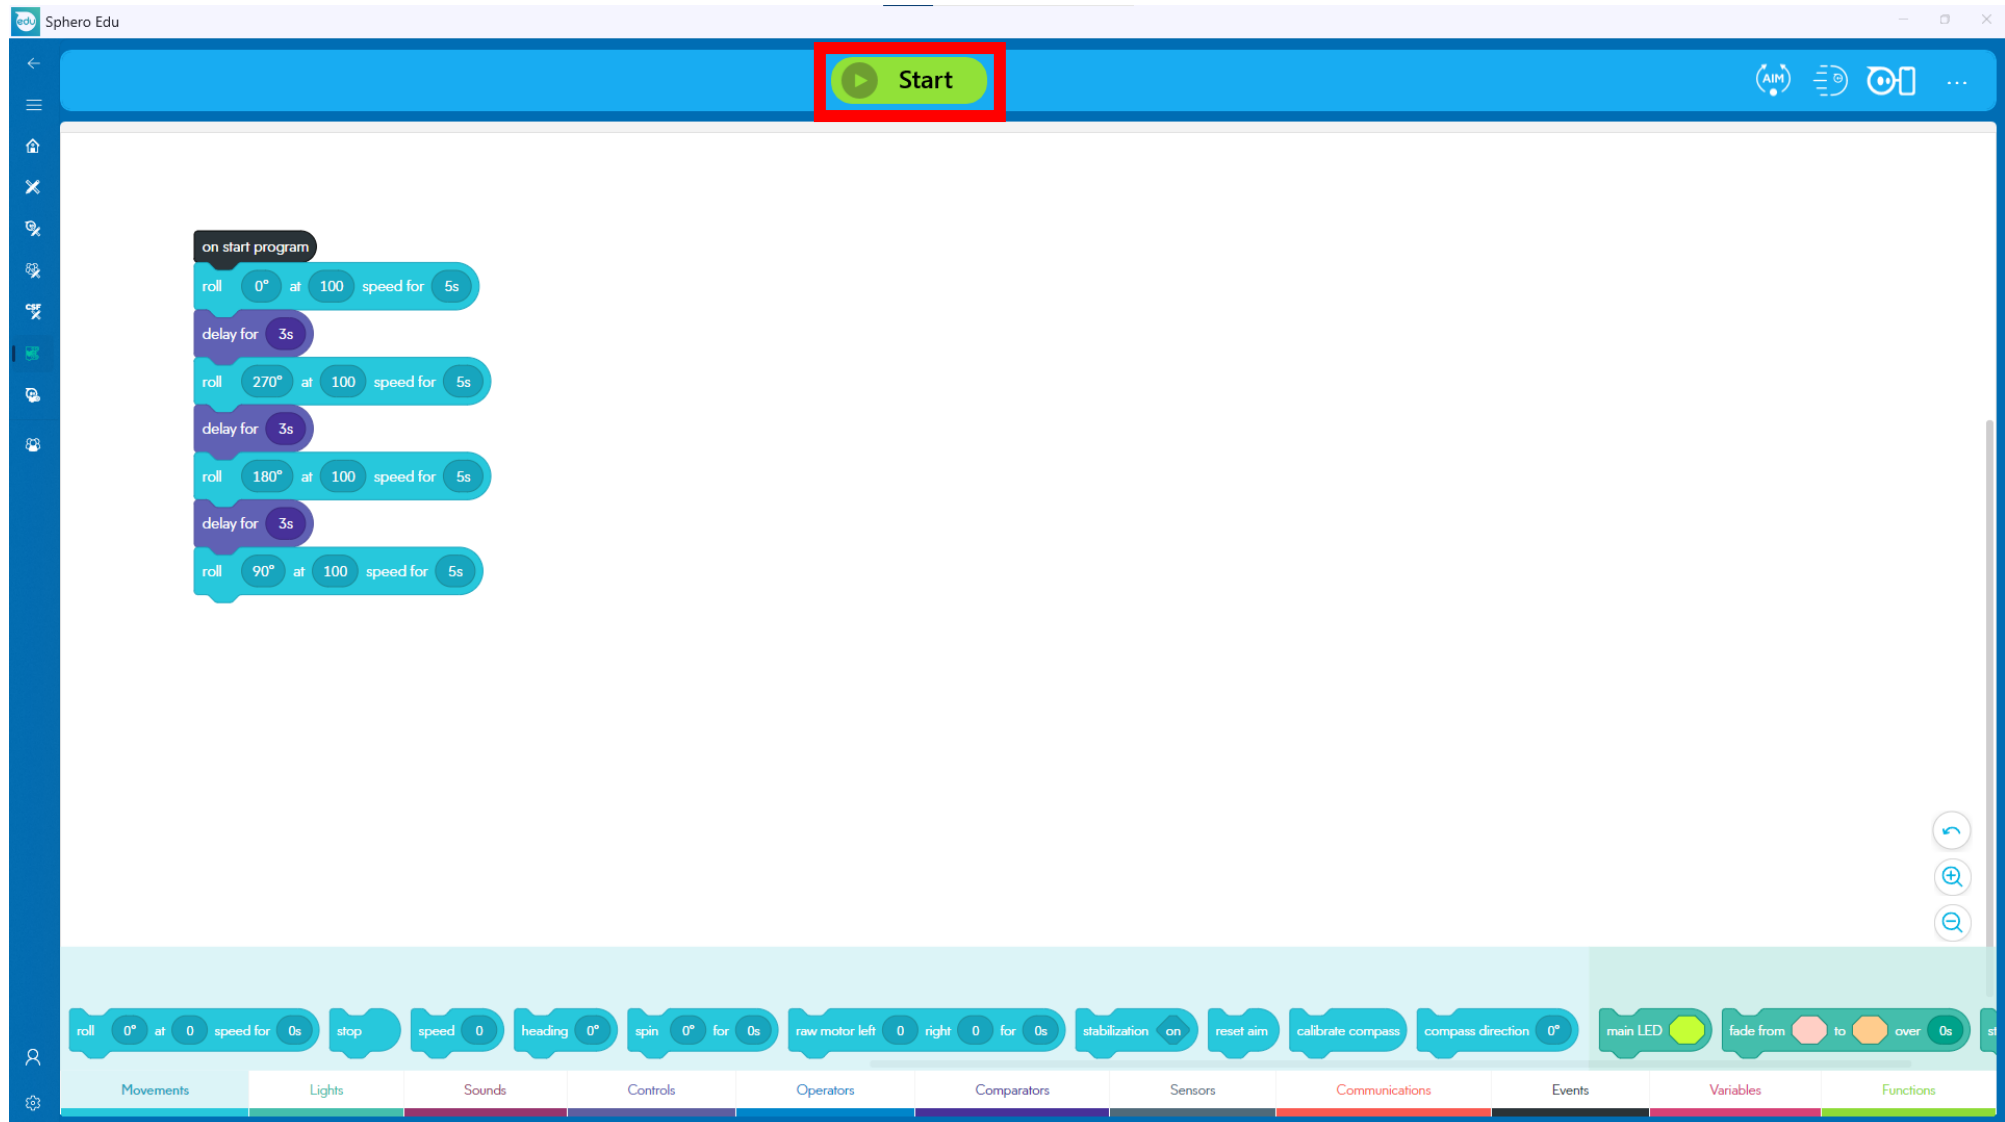 edu Sphero Edu
Start
AIM
on start program
roll 0° at 100 speed for 5s
delay for 3s
roll 270° at 100 speed for 5s
delay for 3s
roll 180° at 100 speed for 5s
delay for 3s
roll 90° at 100 speed for 5s
roll 0° at 0 speed for 0s stop speed 0 heading 0° spin 0° for 0s raw motor left 0 right 0 for 0s stabilization on reset aim calibrate compass compass direction 0° main LED fade from to over 0s st
Movements Lights Sounds Controls Operators Comparators Sensors Communications Events Variables Functions